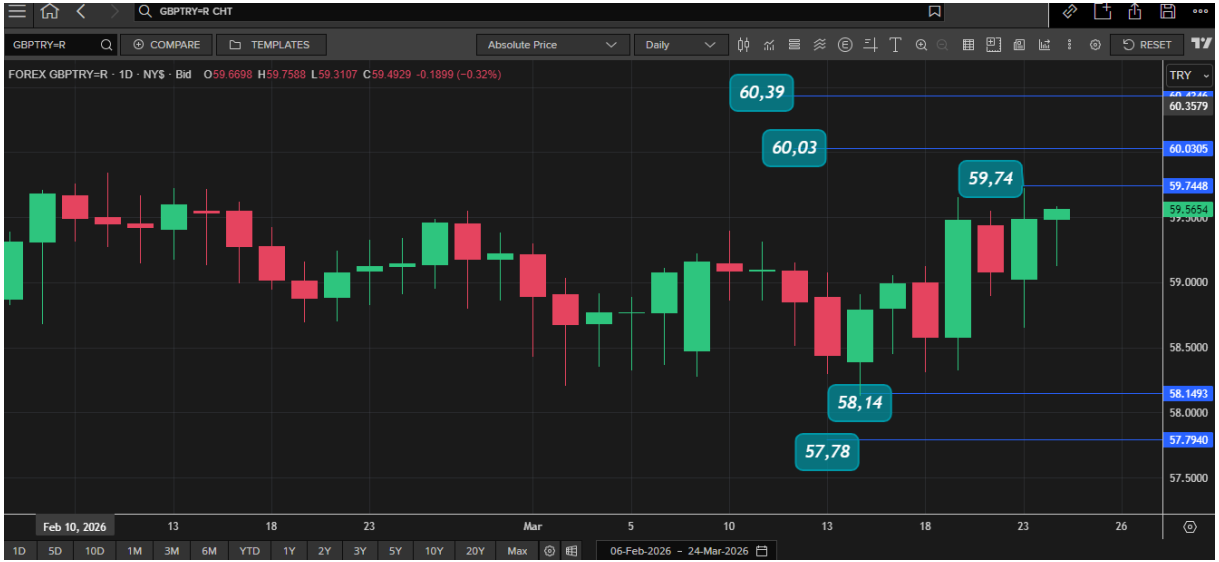 GBPTRY=R CHT
GBPTRY=R COMPARE TEMPLATES Absolute Price Daily RESET
FOREX GBPTRY=R · 1D · NY$ · Bid O59.6698 H59.7588 L59.3107 C59.4929 -0.1899 (-0.32%)
TRY
60,39
60.3579
60,03
60.0305
59,74
59.7448
59.5654
59.5000
59.0000
58.5000
58.1493
58,14
58.0000
57.7940
57,78
57.5000
Feb 10, 2026 13 18 23 Mar 5 10 13 18 23 26
1D 5D 10D 1M 3M 6M YTD 1Y 2Y 3Y 5Y 10Y 20Y Max 06-Feb-2026 - 24-Mar-2026